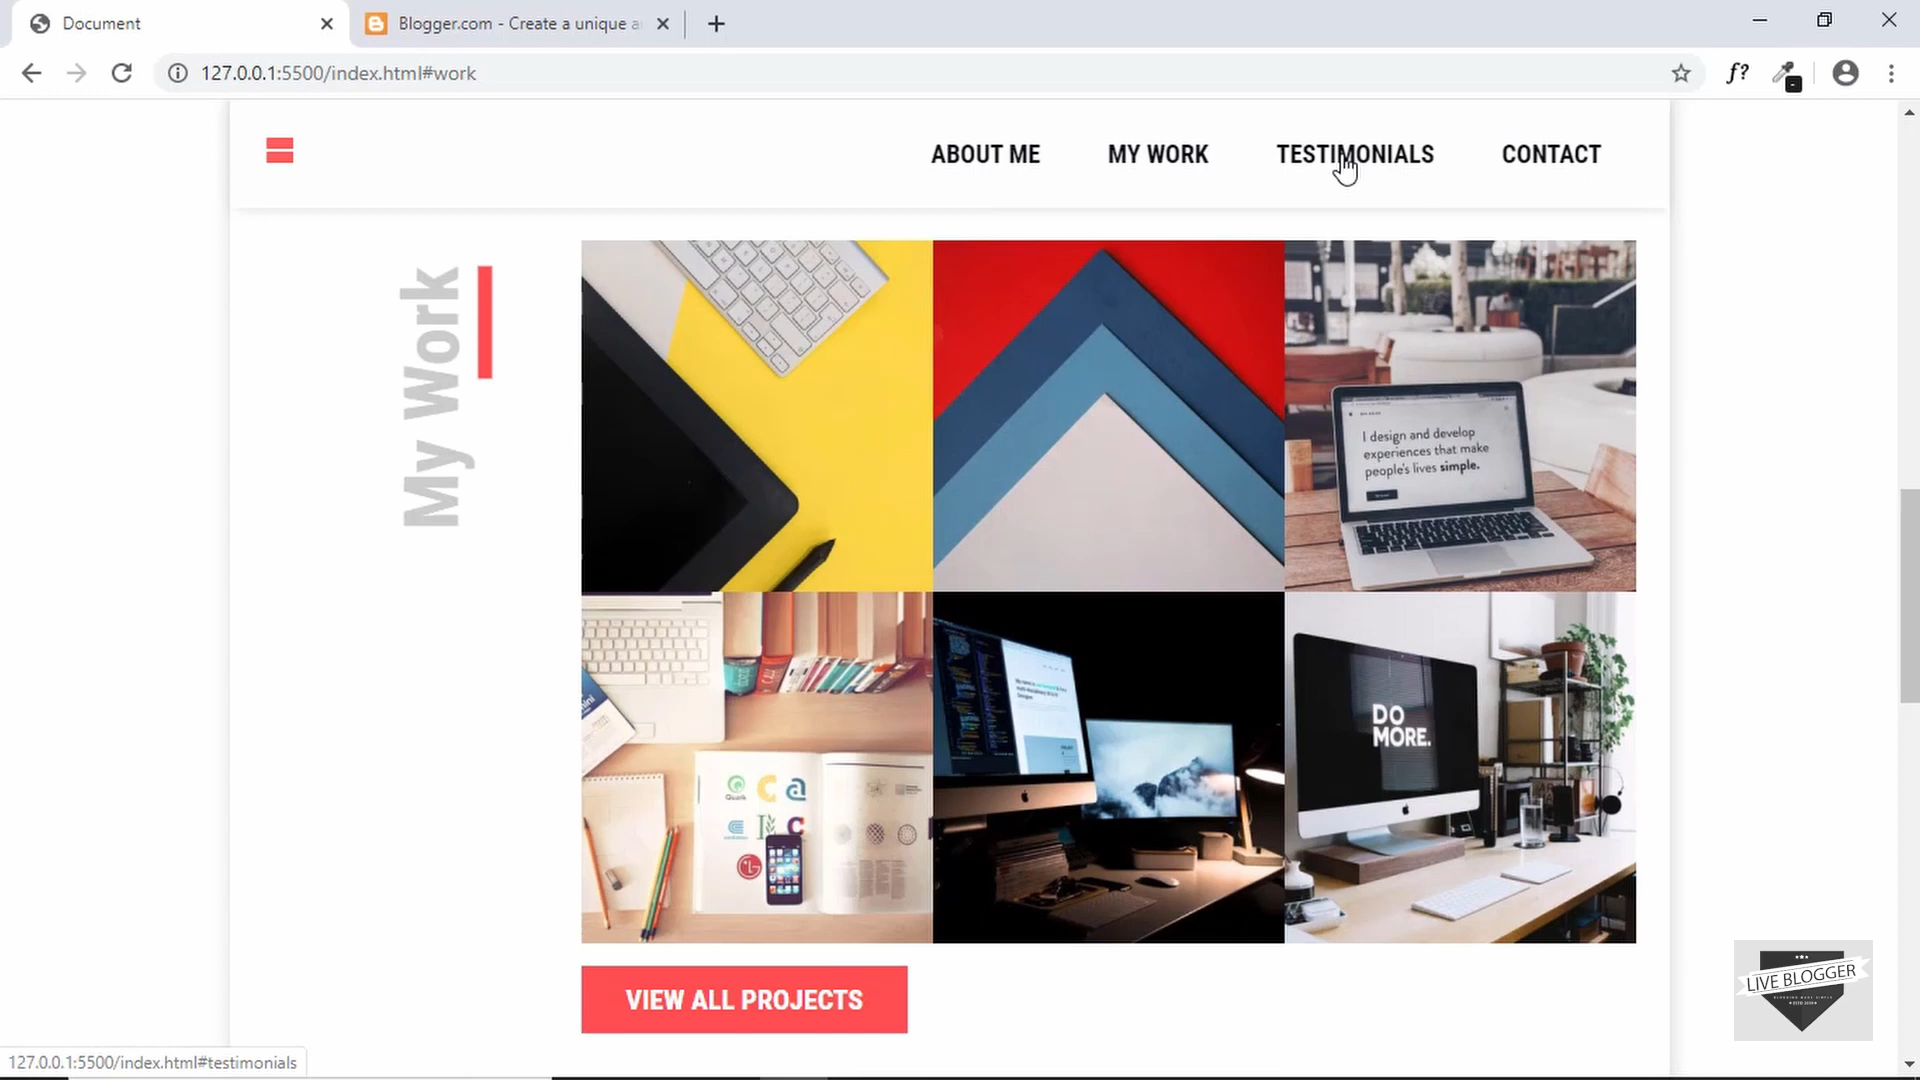 Document
Blogger.com - Create a unique a
127.0.0.1:5500/index.html#work
f?
ABOUT ME
MY WORK
TESTIMONIALS
CONTACT
My Work
I design and develop
experiences that make
people's lives simple.
Quark
C a
LG
DO
MORE.
VIEW ALL PROJECTS
LIVE BLOGGER
127.0.0.1:5500/index.html#testimonials